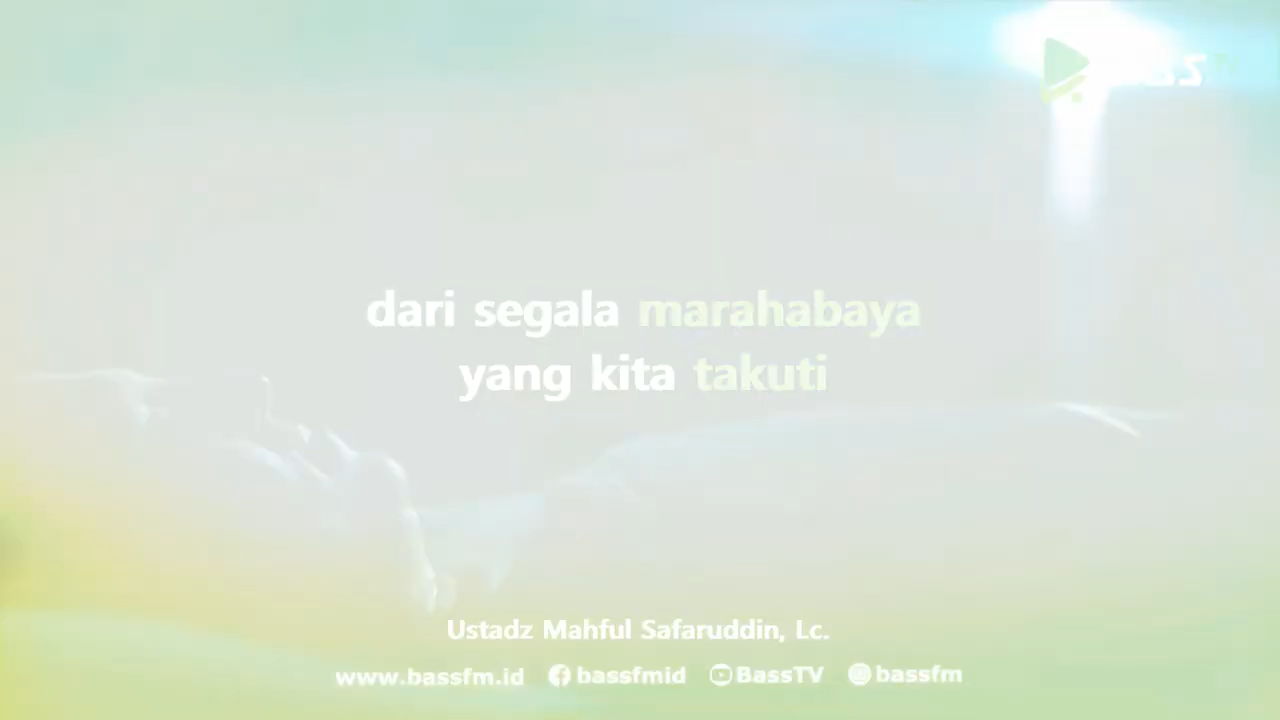 dari segala marahabaya
yang kita takuti
Ustadz Mahful Safaruddin, Lc.
www.bassfm.id bassfmid BassTV bassfm